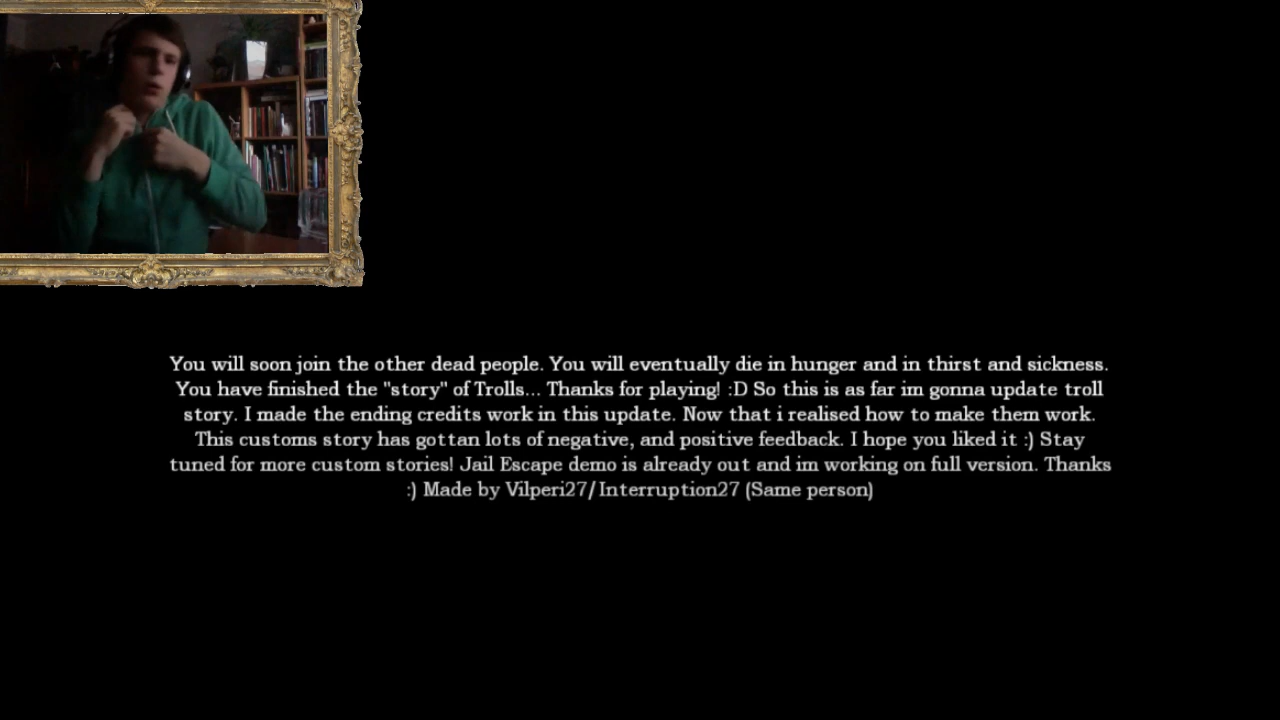 You will soon join the other dead people. You will eventually die in hunger and in thirst and sickness.
You have finished the "story" of Trolls... Thanks for playing! :D So this is as far im gonna update troll
story. I made the ending credits work in this update. Now that i realised how to make them work.
This customs story has gottan lots of negative, and positive feedback. I hope you liked it :) Stay
tuned for more custom stories! Jail Escape demo is already out and im working on full version. Thanks
:) Made by Vilperi27/Interruption27 (Same person)